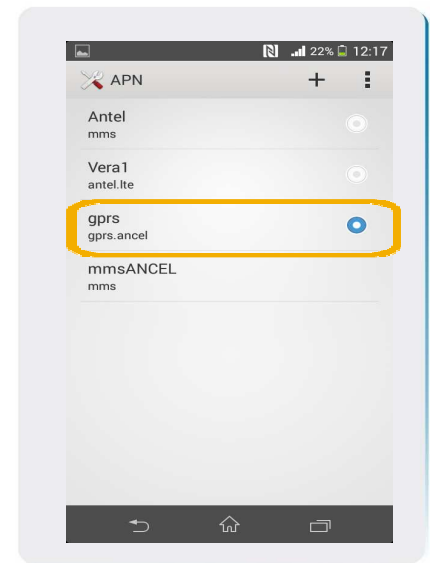 22% 12:17
APN
Antel
mms
Vera1
antel.lte
gprs
gprs.ancel
mmsANCEL
mms